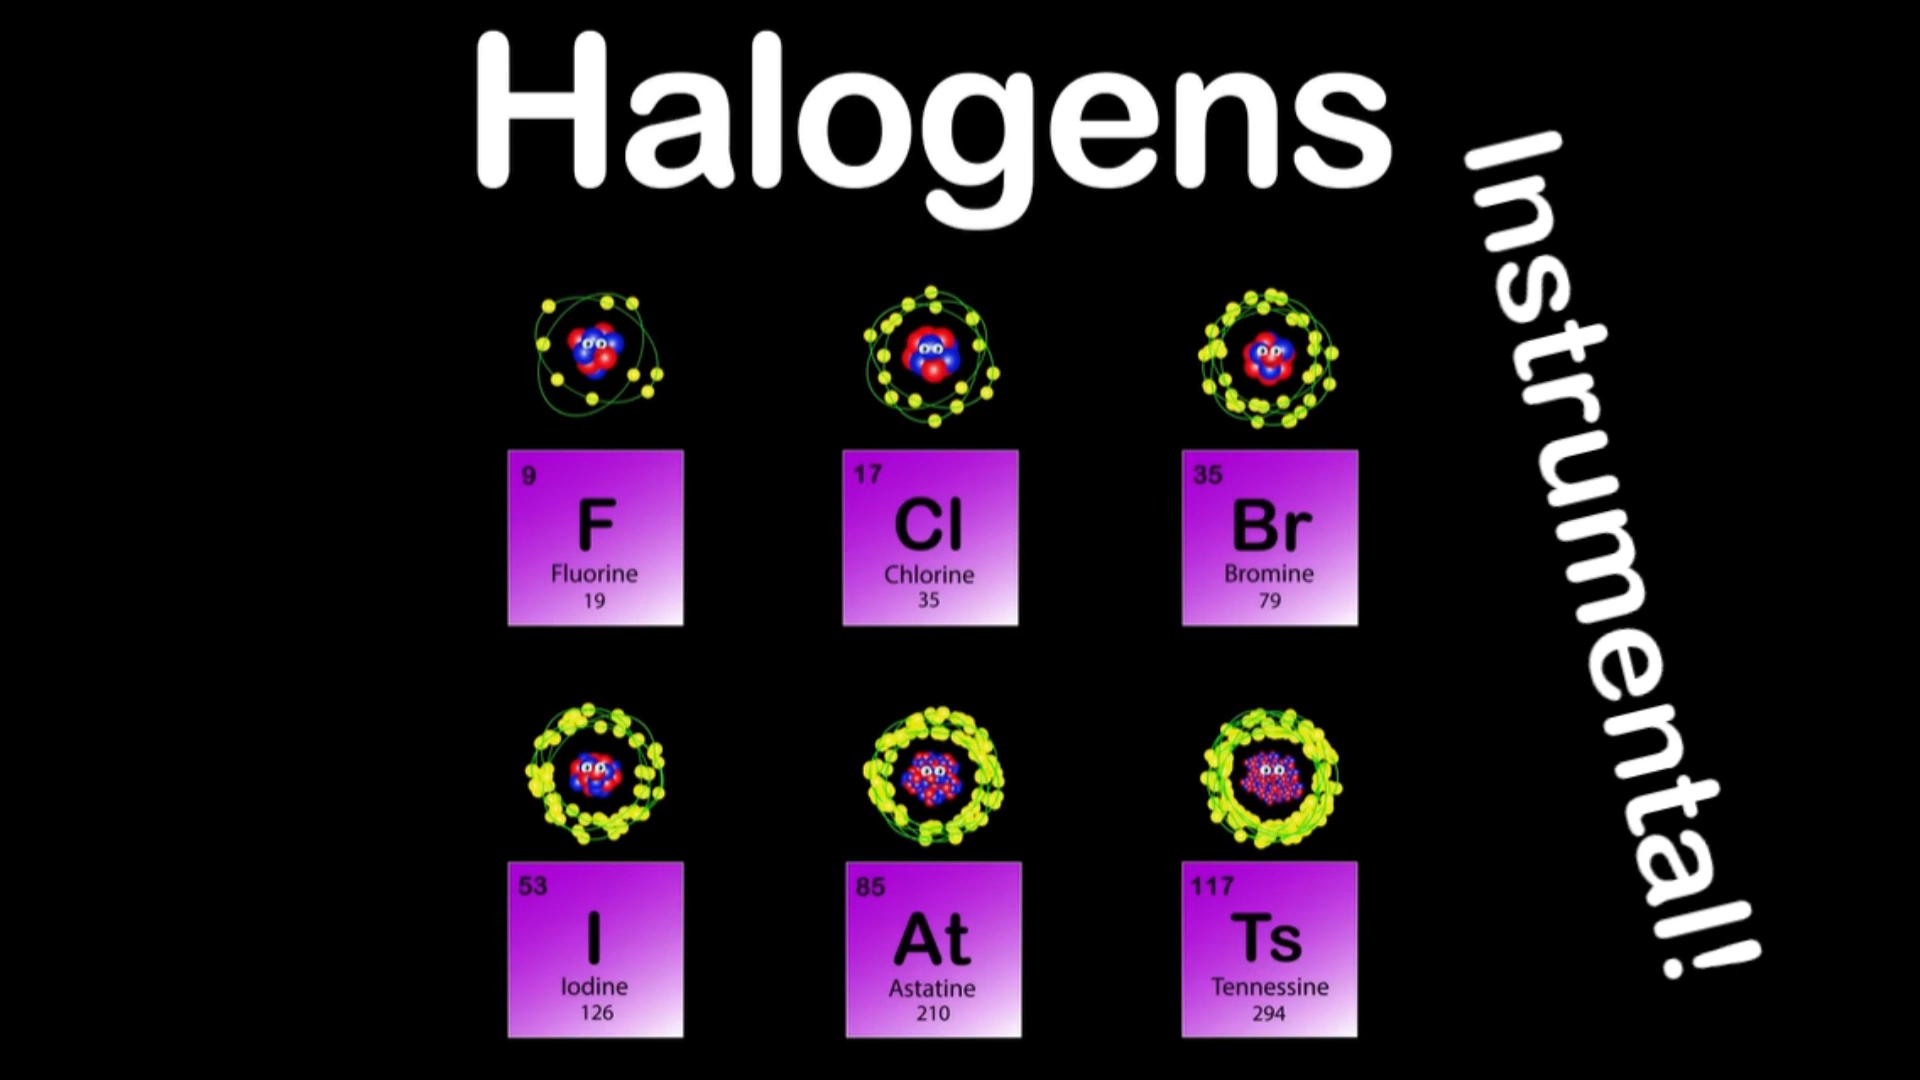 Halogens
Instrumental!
9
F
Fluorine
19
17
Cl
Chlorine
35
35
Br
Bromine
79
53
I
Iodine
126
85
At
Astatine
210
117
Ts
Tennessine
294